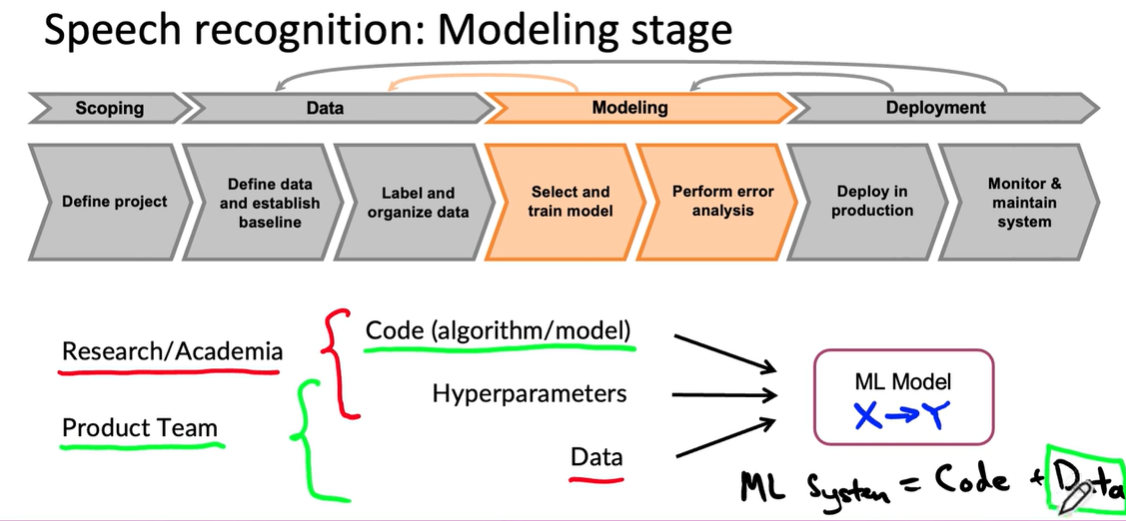 Speech recognition: Modeling stage
Scoping
Data
Modeling
Deployment
Define project
Define data
and establish
baseline
Label and
organize data
Select and
train model
Perform error
analysis
Deploy in
production
Monitor &
maintain
system
Research/Academia
Product Team
Code (algorithm/model)
Hyperparameters
Data
ML Model
X→Y
ML System = Code + Data